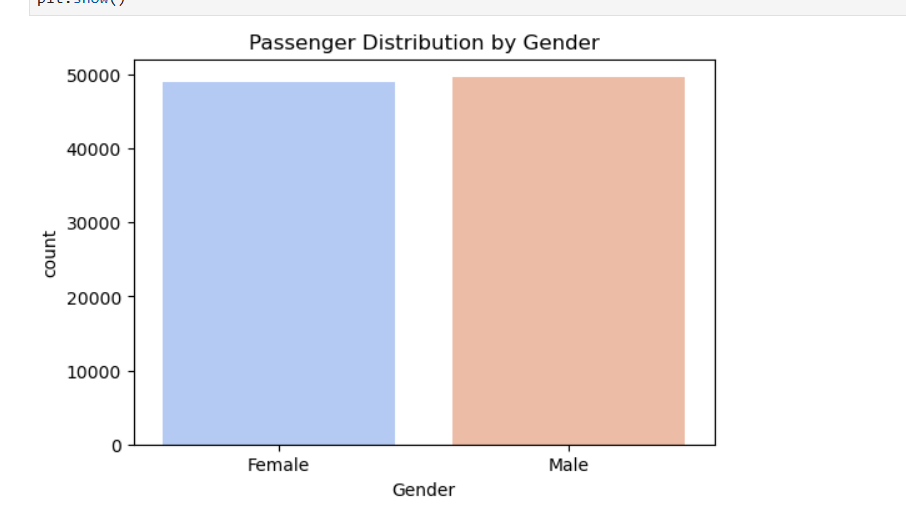 plt.show()
Passenger Distribution by Gender
50000
40000
30000
20000
10000
0
count
Female Male
Gender